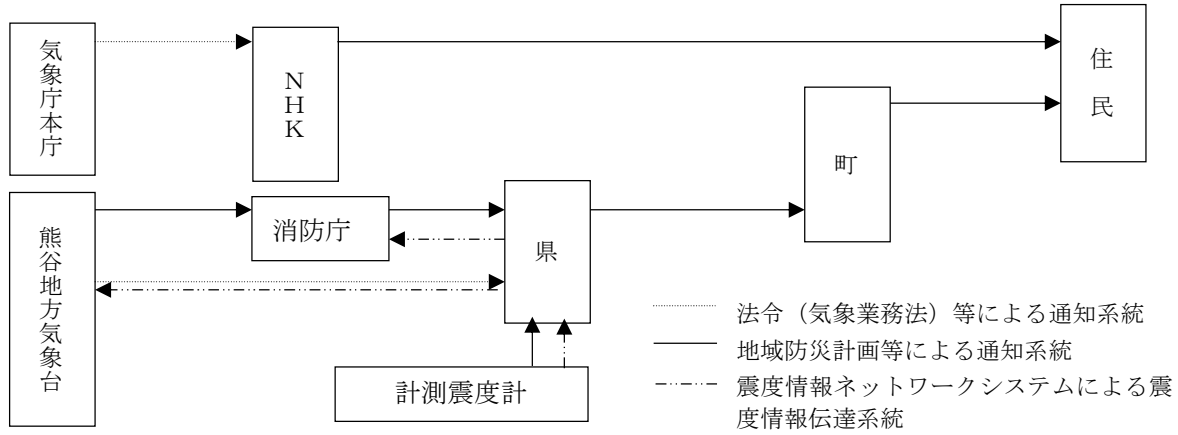 気象庁本庁
NHK
住民
町
熊谷地方気象台
消防庁
県
計測震度計
法令（気象業務法）等による通知系統
地域防災計画等による通知系統
震度情報ネットワークシステムによる震
度情報伝達系統